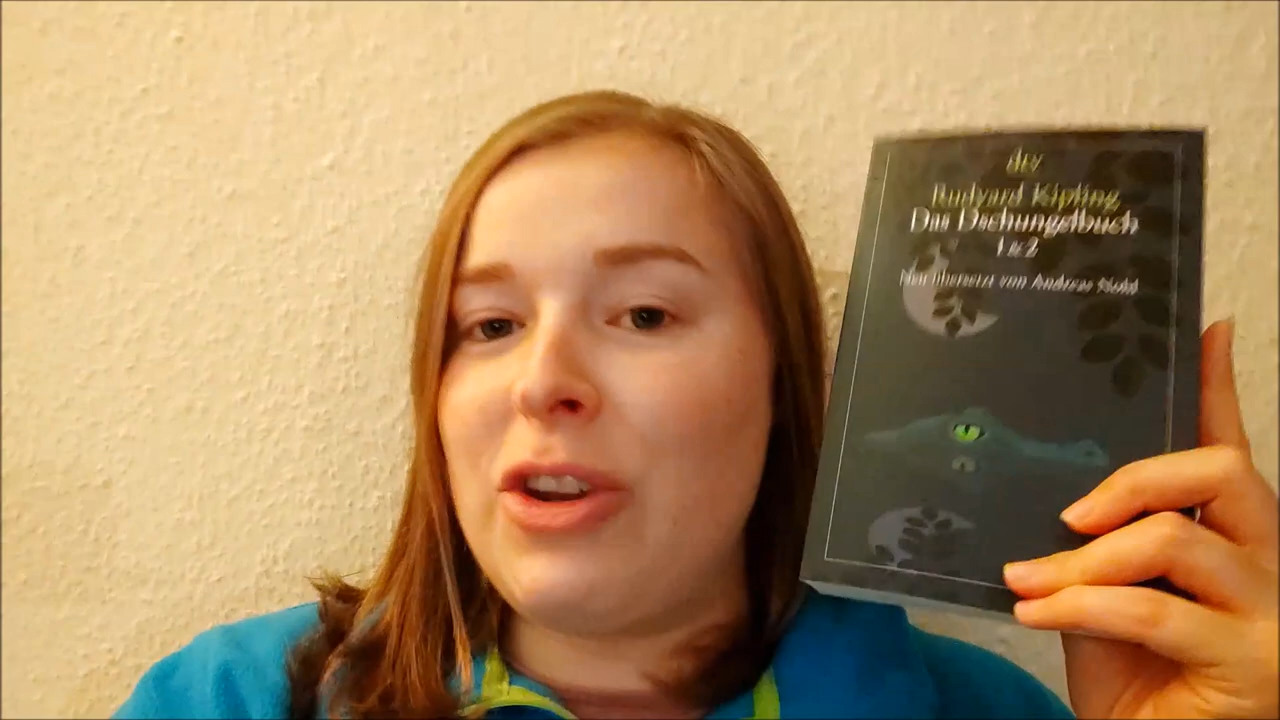 dtv
Rudyard Kipling
Das Dschungelbuch
1 & 2
Neu übersetzt von Andreas Nohl